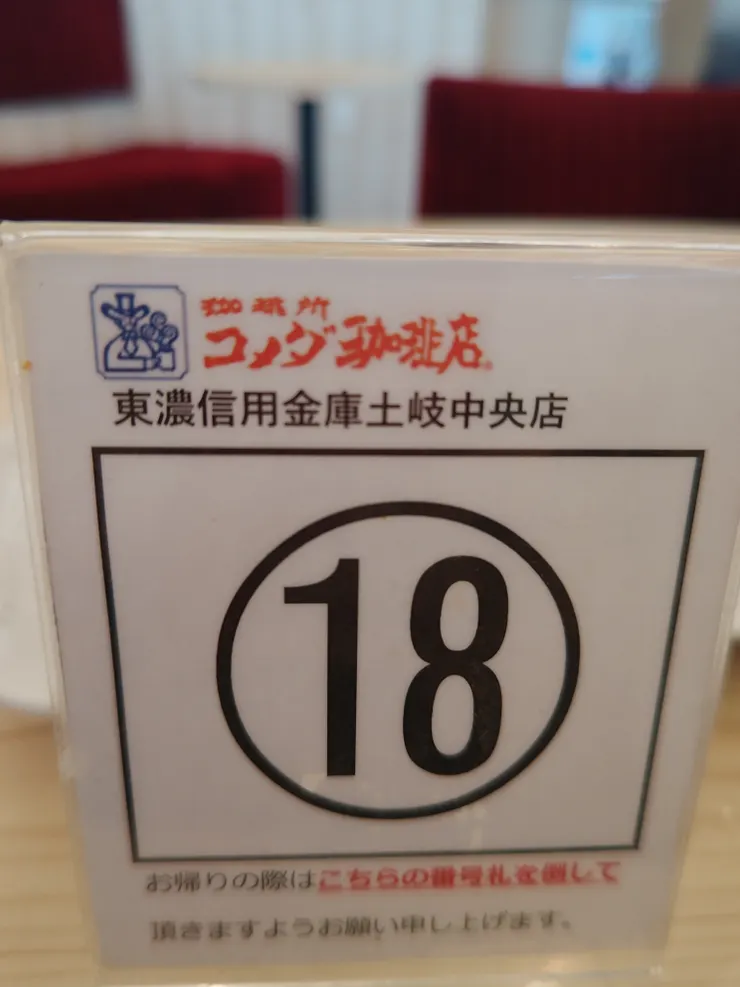 珈琲所
コメダ珈琲店
東濃信用金庫土岐中央店
18
お帰りの際はこちらの番号札を倒して
頂きますようお願い申し上げます。